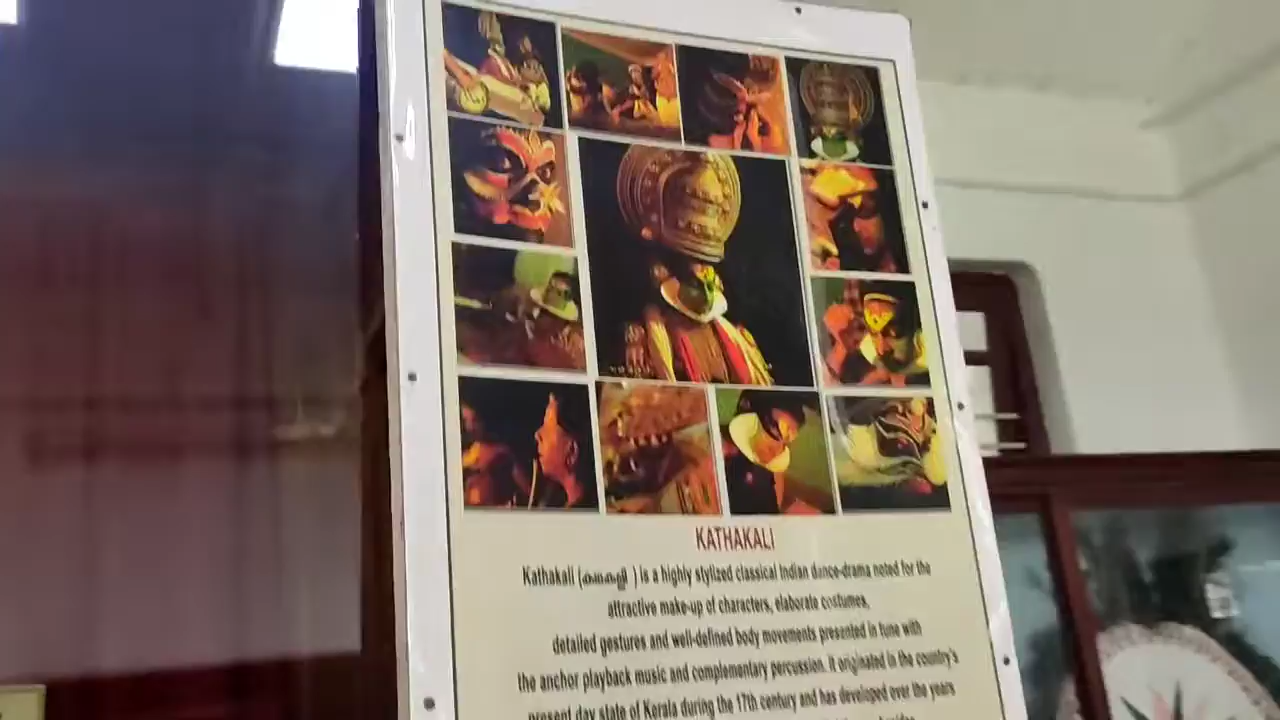 KATHAKALI
Kathakali (കഥകളി) is a highly stylized classical Indian dance-drama noted for the
attractive make-up of characters, elaborate costumes,
detailed gestures and well-defined body movements presented in tune with
the anchor playback music and complementary percussion. It originated in the country's
present day state of Kerala during the 17th century and has developed over the years